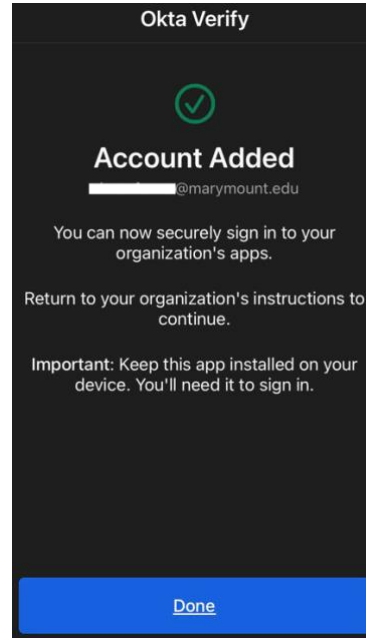 Okta Verify
Account Added
@marymount.edu
You can now securely sign in to your
organization's apps.
Return to your organization's instructions to
continue.
Important: Keep this app installed on your
device. You'll need it to sign in.
Done